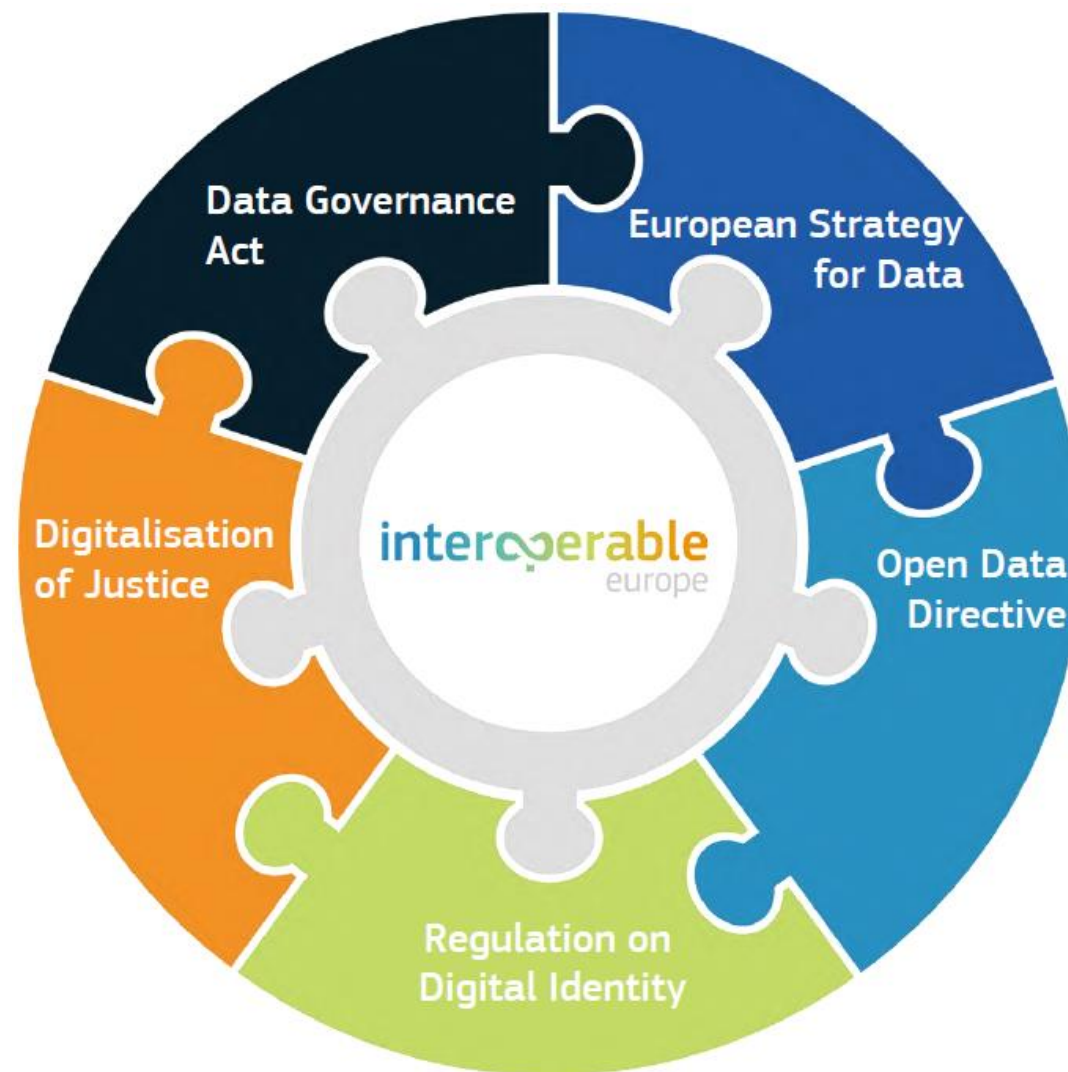 Data Governance
Act
European Strategy
for Data
Digitalisation
of Justice
interoperable
europe
Open Data
Directive
Regulation on
Digital Identity